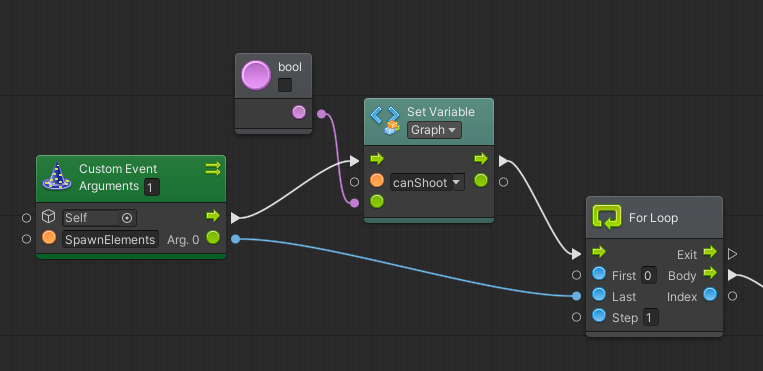 bool
Set Variable
Graph
canShoot
Custom Event
Arguments 1
Self
SpawnElements Arg. 0
For Loop
Exit
First 0 Body
Last Index
Step 1